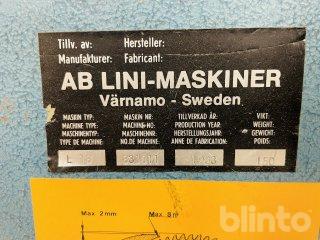 Tillv. av: Hersteller:
Manufacturer: Fabricant:
AB LINI-MASKINER
Värnamo - Sweden
MASKIN TYP: MASKIN NR: TILLVERKAD ÅR: VIKT:
MACHINE TYPE: MACHING NO: PRODUCTION YEAR: WEIGHT:
MASCHINENTYP: MASCHINENNR: HERSTELLUNGSJAHR: GEWICHT:
TYPE DE MACHINE: NO DE MACHINE: ANNE DE FABRICATION: POIDS:
L
Max. 2mm Max. 8
blinto